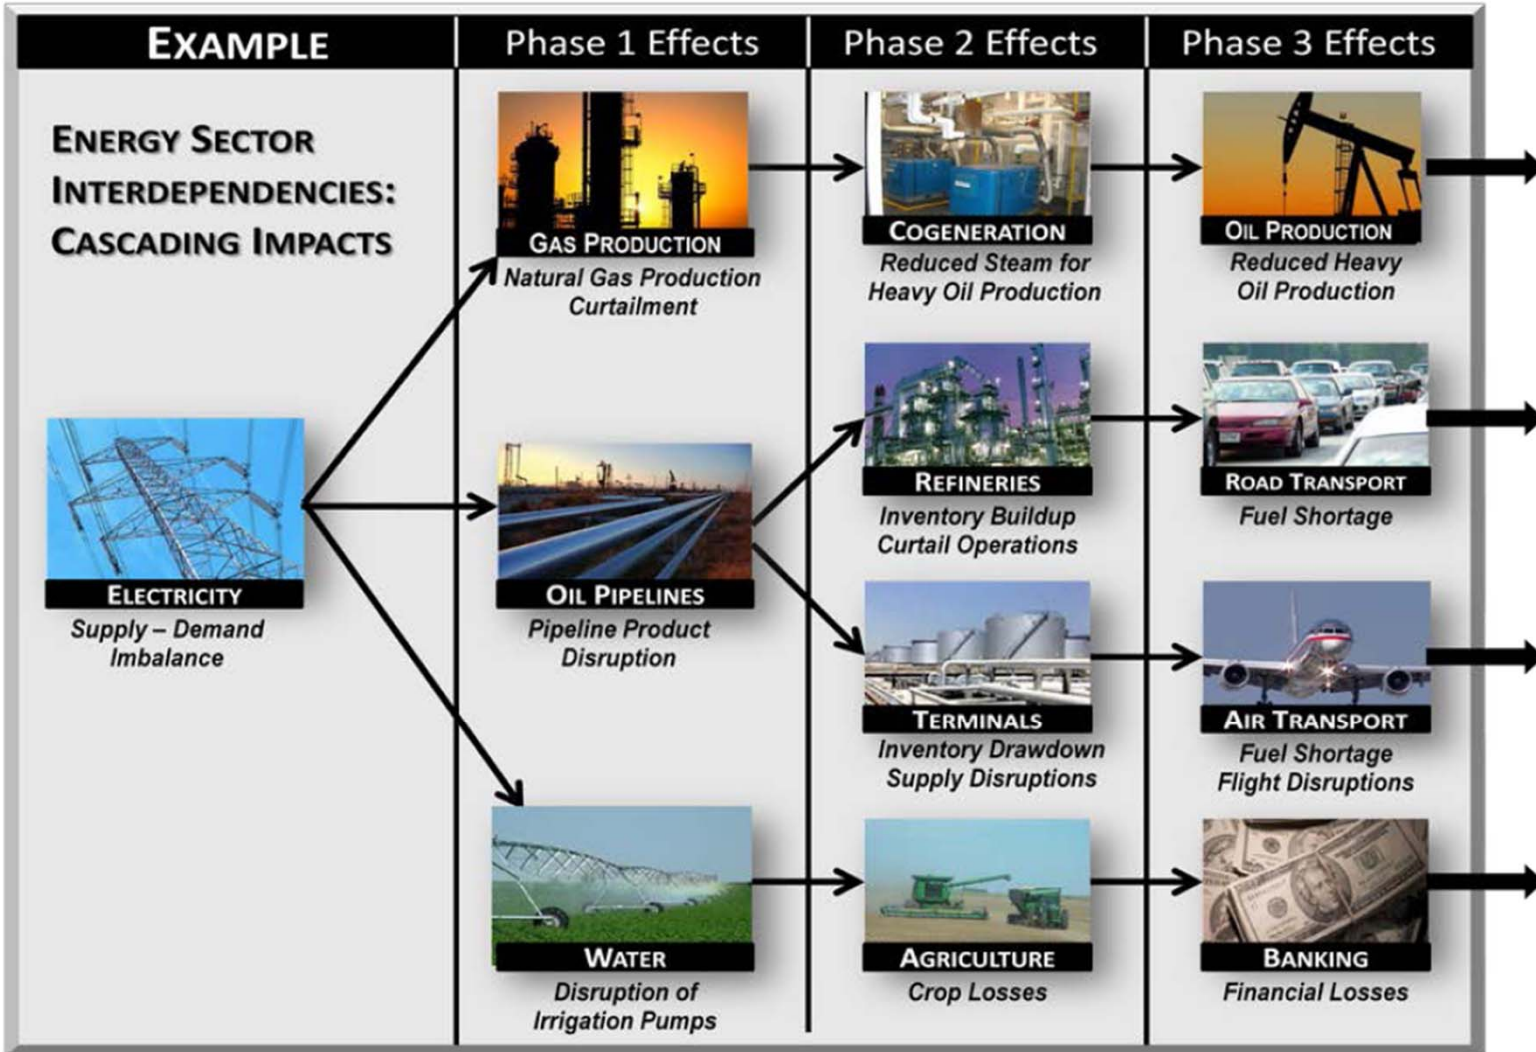 EXAMPLE
Phase 1 Effects
Phase 2 Effects
Phase 3 Effects
ENERGY SECTOR
INTERDEPENDENCIES:
CASCADING IMPACTS
ELECTRICITY
Supply – Demand
Imbalance
GAS PRODUCTION
Natural Gas Production
Curtailment
OIL PIPELINES
Pipeline Product
Disruption
WATER
Disruption of
Irrigation Pumps
COGENERATION
Reduced Steam for
Heavy Oil Production
REFINERIES
Inventory Buildup
Curtail Operations
TERMINALS
Inventory Drawdown
Supply Disruptions
AGRICULTURE
Crop Losses
OIL PRODUCTION
Reduced Heavy
Oil Production
ROAD TRANSPORT
Fuel Shortage
AIR TRANSPORT
Fuel Shortage
Flight Disruptions
BANKING
Financial Losses